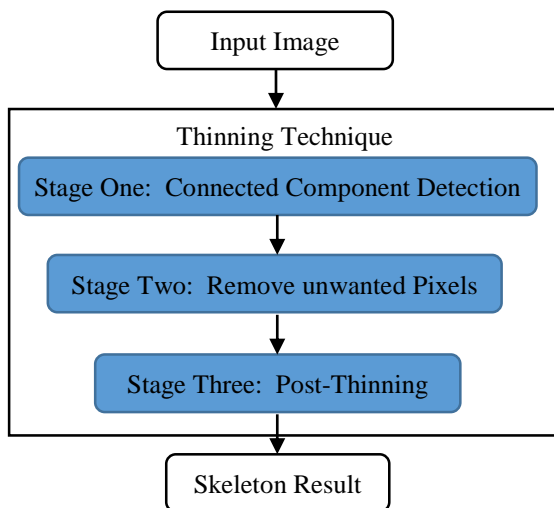 Input Image
Thinning Technique
Stage One: Connected Component Detection
Stage Two: Remove unwanted Pixels
Stage Three: Post-Thinning
Skeleton Result